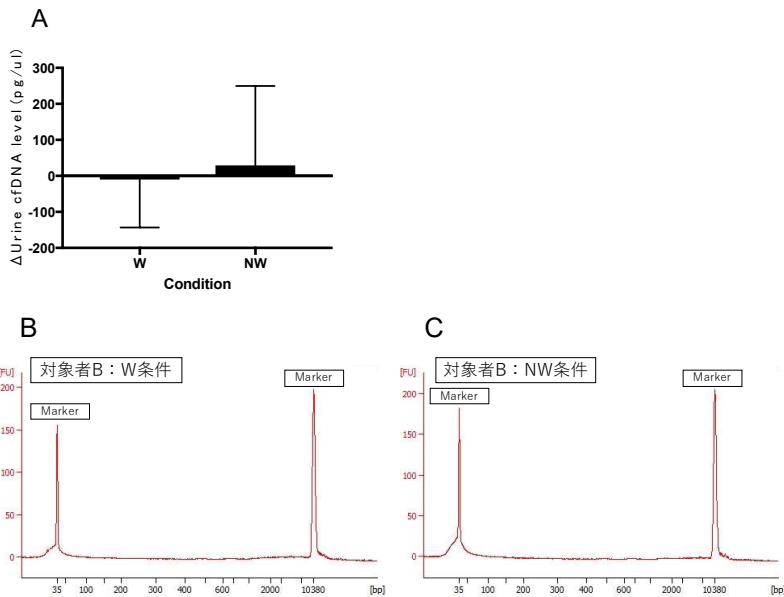 A
ΔUrine cfDNA level (pg/ul)
300
200
100
0
-100
-200
W
NW
Condition
B
[FU]
対象者B：W条件
Marker
Marker
200
150
100
50
0
35 100 200 300 400 600 2000 10380 [bp]
C
[FU]
対象者B：NW条件
Marker
Marker
200
150
100
50
0
35 100 200 300 400 600 2000 10380 [bp]